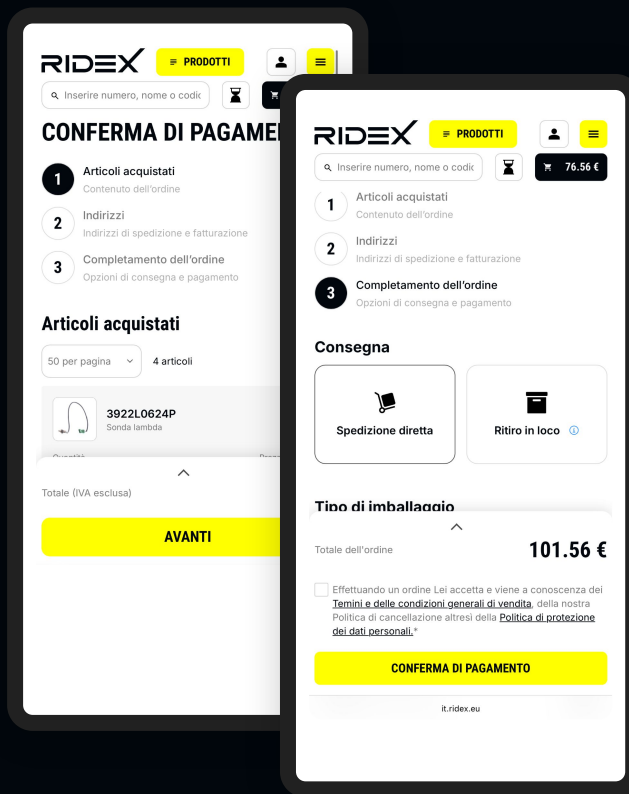 RIDEX
PRODOTTI
Inserire numero, nome o codic
CONFERMA DI
1
Articoli acquistati
Contenuto dell'ordine
2
Indirizzi
Indirizzi di spedizione e fatturazione
3
Completamento dell'ordine
Opzioni di consegna e pagamento
Articoli acquistati
50 per pagina
4 articoli
3922L0624P
Sonda lambda
Totale (IVA esclusa)
AVANTI
RIDEX
PRODOTTI
Inserire numero, nome o codic
76.56 €
1
Articoli acquistati
Contenuto dell'ordine
2
Indirizzi
Indirizzi di spedizione e fatturazione
3
Completamento dell'ordine
Opzioni di consegna e pagamento
Consegna
Spedizione diretta
Ritiro in loco
Tipo di imballaggio
Totale dell'ordine
101.56 €
Effettuando un ordine Lei accetta e viene a conoscenza dei
Temini e delle condizioni generali di vendita, della nostra
Politica di cancellazione altresì della Politica di protezione
dei dati personali.*
CONFERMA DI PAGAMENTO
it.ridex.eu